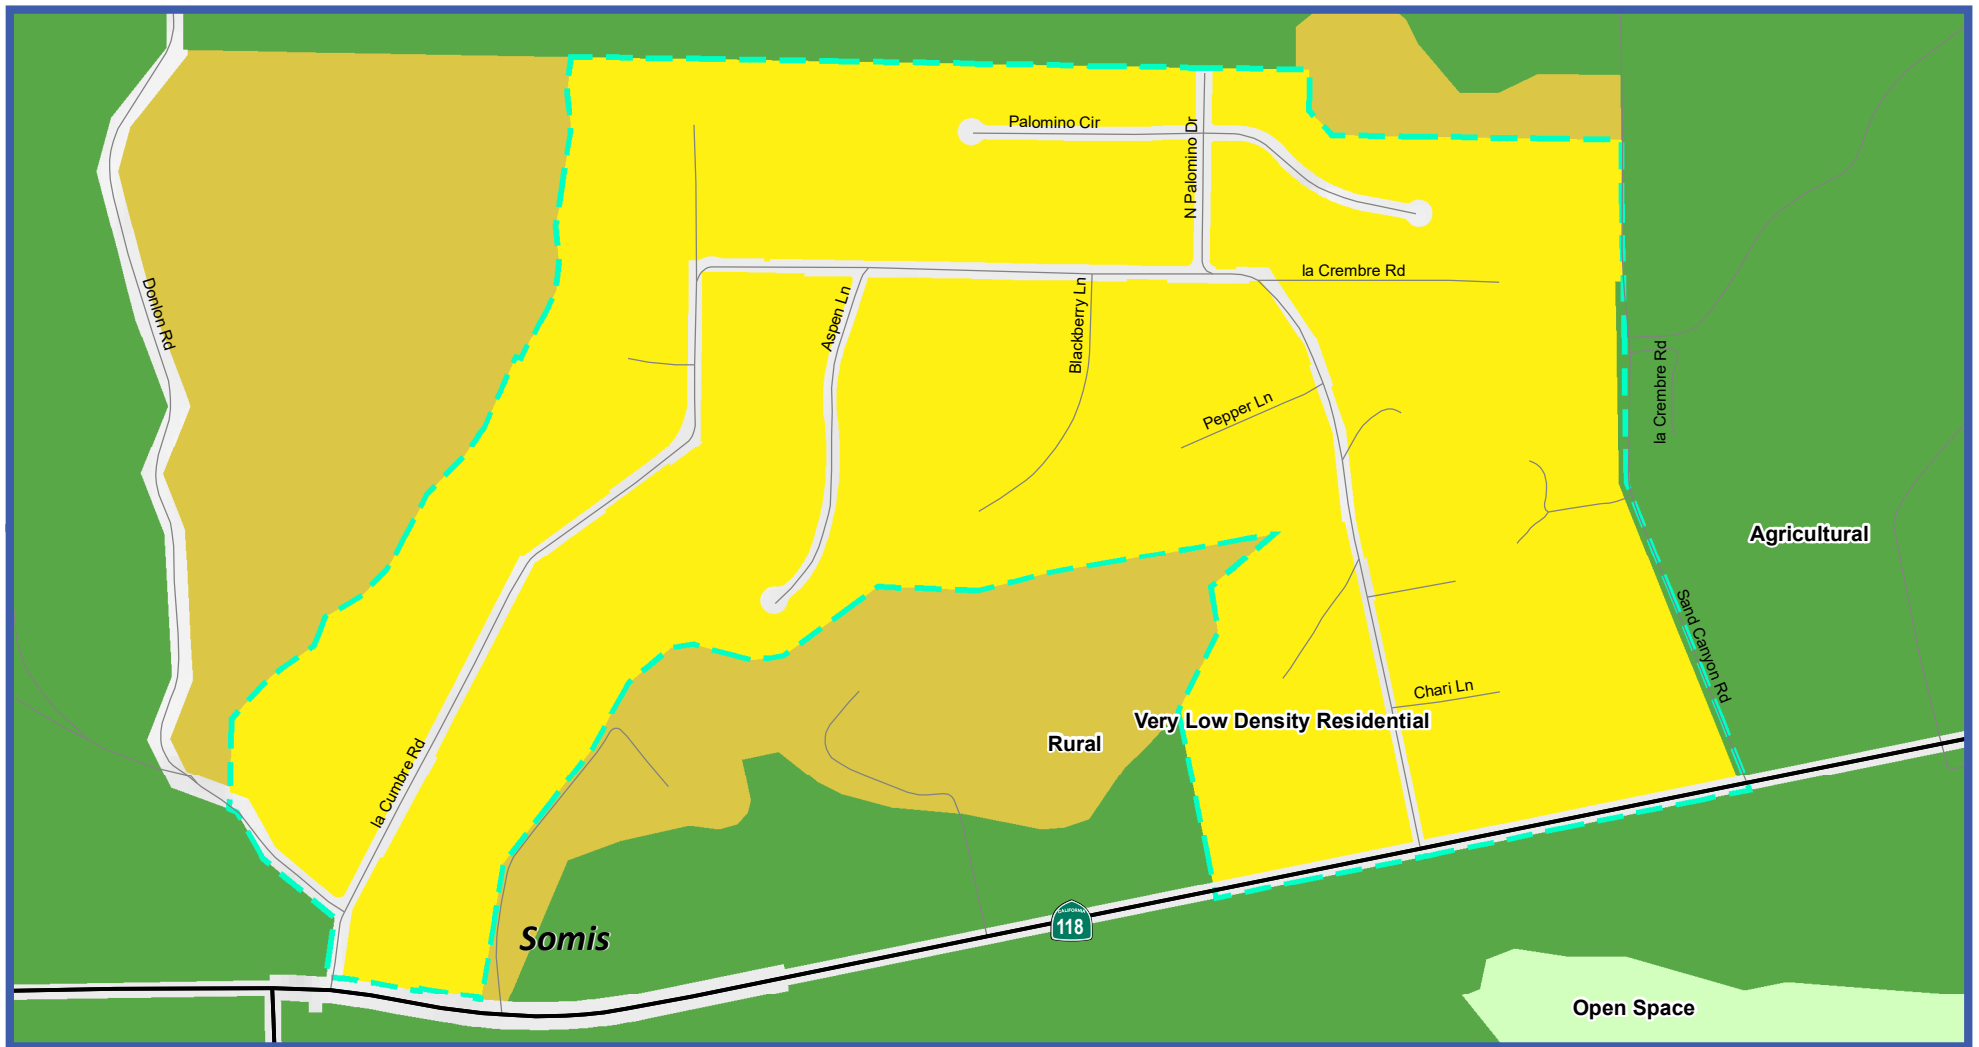 Palomino Cir
N Palomino Dr
la Crembre Rd
Donlon Rd
Aspen Ln
Blackberry Ln
la Crembre Rd
Pepper Ln
Agricultural
Sand Canyon Rd
Chari Ln
Very Low Density Residential
Rural
la Cumbre Rd
CALIFORNIA
118
Somis
Open Space